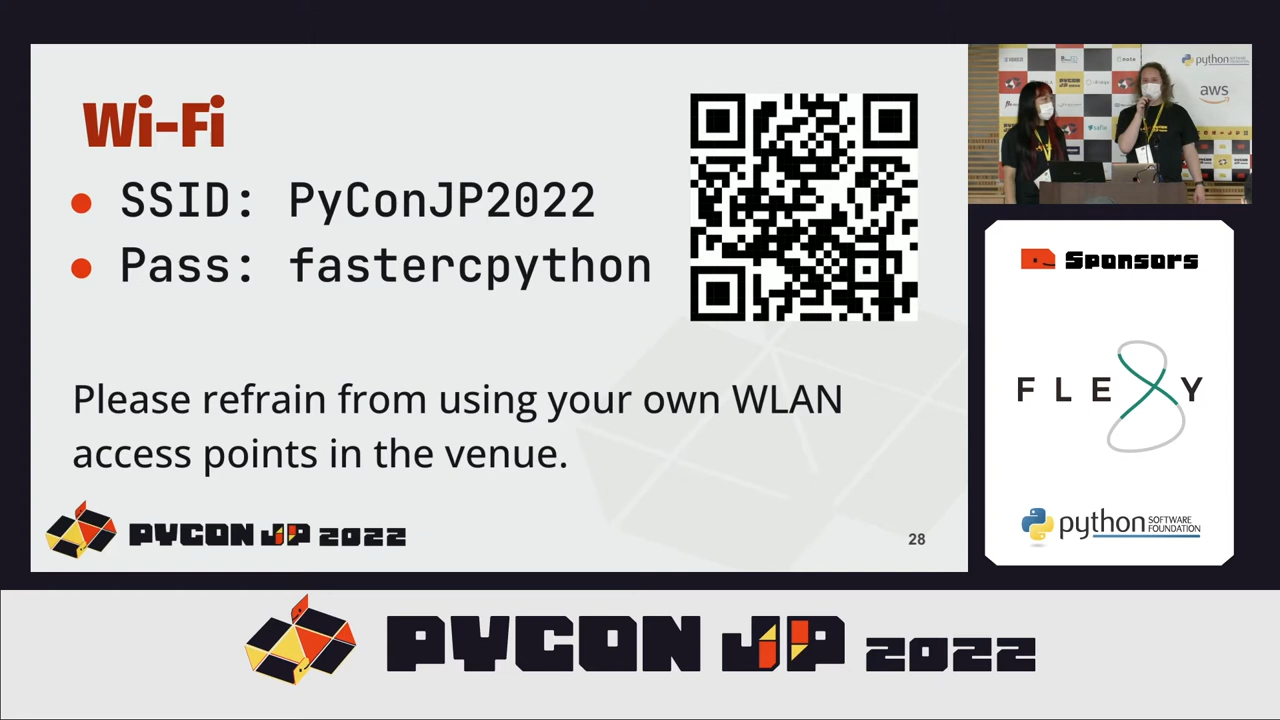 Wi-Fi
SSID: PyConJP2022
Pass: fastercpython
Please refrain from using your own WLAN
access points in the venue.
PYCON JP 2022
28
python
aws
Sponsors
FLEXY
python SOFTWARE
FOUNDATION
PYCON JP 2022